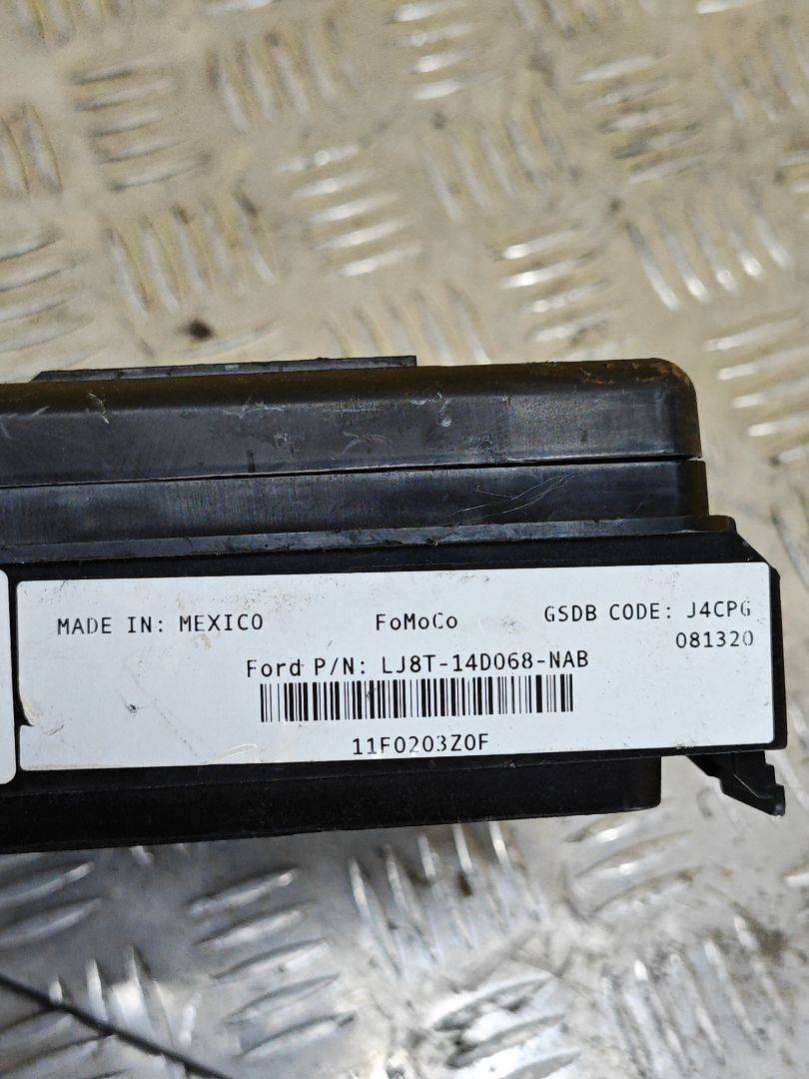 MADE IN: MEXICO FoMoCo GSDB CODE: J4CPG
081320
Ford P/N: LJ8T-14D068-NAB
11F0203Z0F